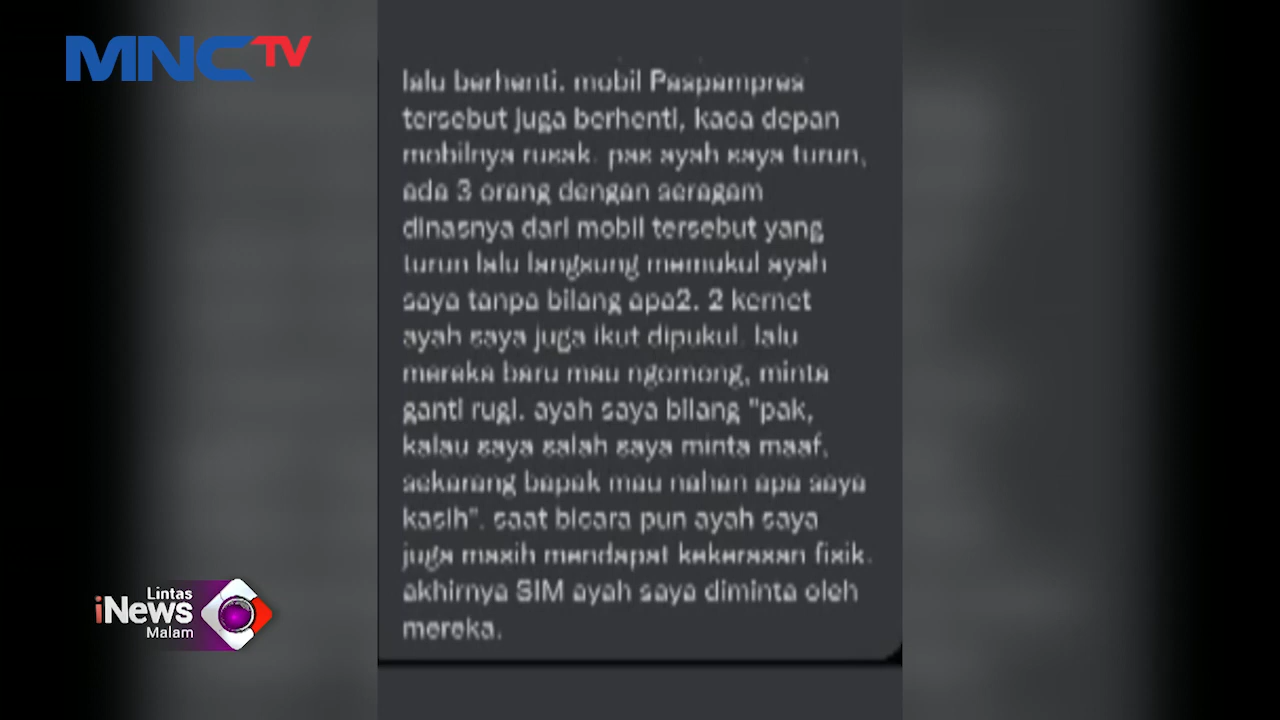 MNCTV
lalu berhenti. mobil Paspampres
tersebut juga berhenti, kaca depan
mobilnya rusak. pas ayah saya turun,
ada 3 orang dengan seragam
dinasnya dari mobil tersebut yang
turun lalu langsung memukul ayah
saya tanpa bilang apa2. 2 kernet
ayah saya juga ikut dipukul. lalu
mereka baru mau ngomong, minta
ganti rugi. ayah saya bilang "pak,
kalau saya salah saya minta maaf.
sekarang bapak mau nahan apa saya
kasih". saat bicara pun ayah saya
juga masih mendapat kekerasan fisik.
akhirnya SIM ayah saya diminta oleh
mereka.
Lintas
iNews
Malam